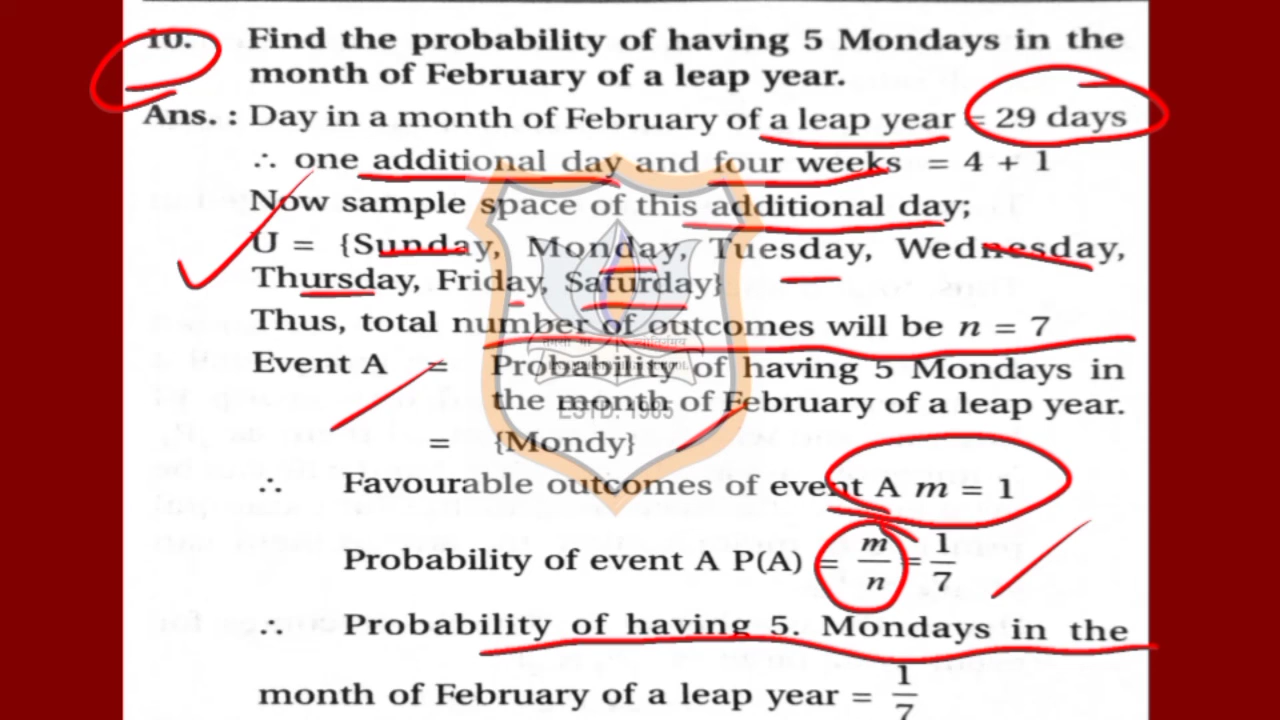 10. Find the probability of having 5 Mondays in the
month of February of a leap year.
Ans. : Day in a month of February of a leap year = 29 days
∴ one additional day and four weeks = 4 + 1
Now sample space of this additional day;
U = {Sunday, Monday, Tuesday, Wednesday,
Thursday, Friday, Saturday}
Thus, total number of outcomes will be n = 7
Event A = Probability of having 5 Mondays in
the month of February of a leap year.
ESTD. 1965
= {Mondy}
∴ Favourable outcomes of event A m = 1
Probability of event A P(A) = m/n = 1/7
∴ Probability of having 5. Mondays in the
month of February of a leap year = 1/7